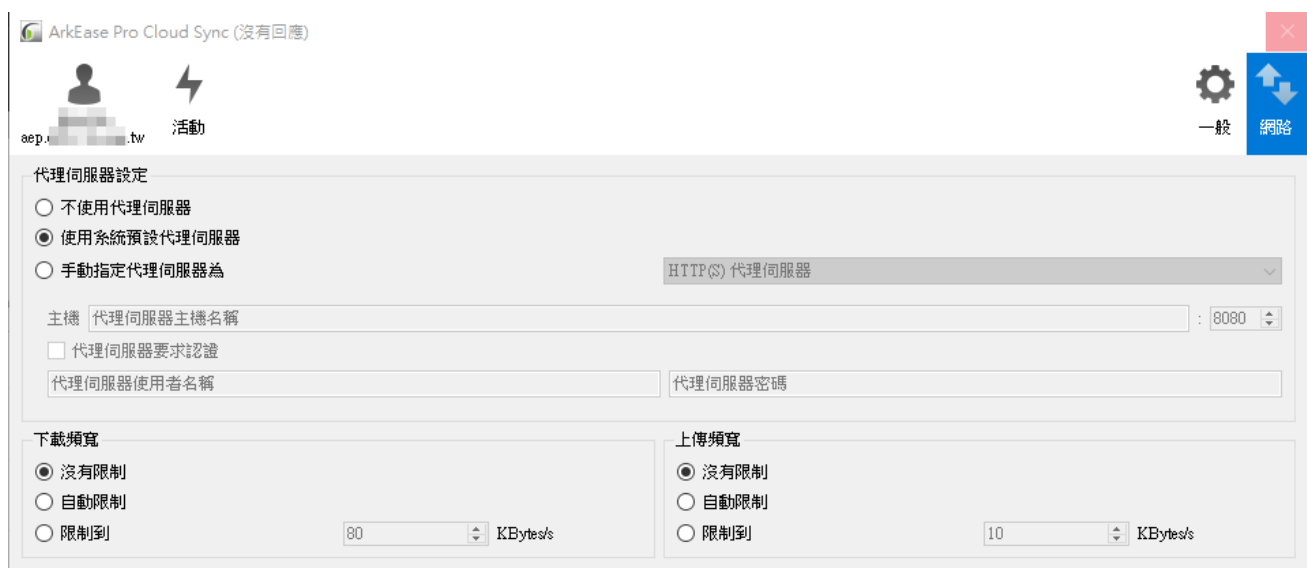 ArkEase Pro Cloud Sync (沒有回應)
活動
一般
網路
aep. .tw
代理伺服器設定
不使用代理伺服器
使用系統預設代理伺服器
手動指定代理伺服器為 HTTP(S) 代理伺服器
主機 代理伺服器主機名稱 : 8080
代理伺服器要求認證
代理伺服器使用者名稱 代理伺服器密碼
下載頻寬
沒有限制
自動限制
限制到 80 KBytes/s
上傳頻寬
沒有限制
自動限制
限制到 10 KBytes/s